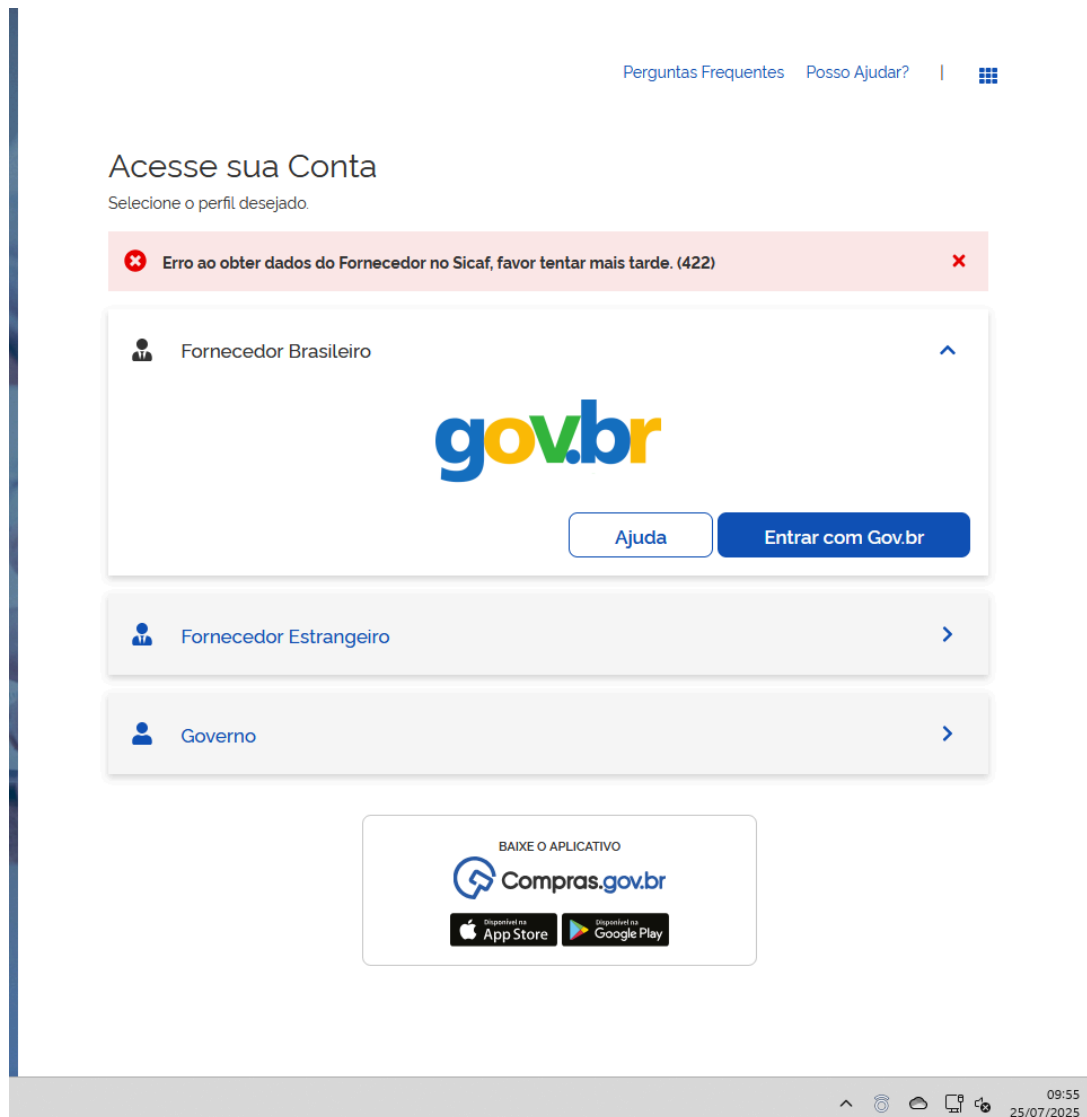 Perguntas Frequentes Posso Ajudar? |
Acesse sua Conta
Selecione o perfil desejado.
Erro ao obter dados do Fornecedor no Sicaf, favor tentar mais tarde. (422)
Fornecedor Brasileiro
gov.br
Ajuda Entrar com Gov.br
Fornecedor Estrangeiro
Governo
BAIXE O APLICATIVO
Compras.gov.br
Disponível na App Store Disponível na Google Play
09:55
25/07/2025